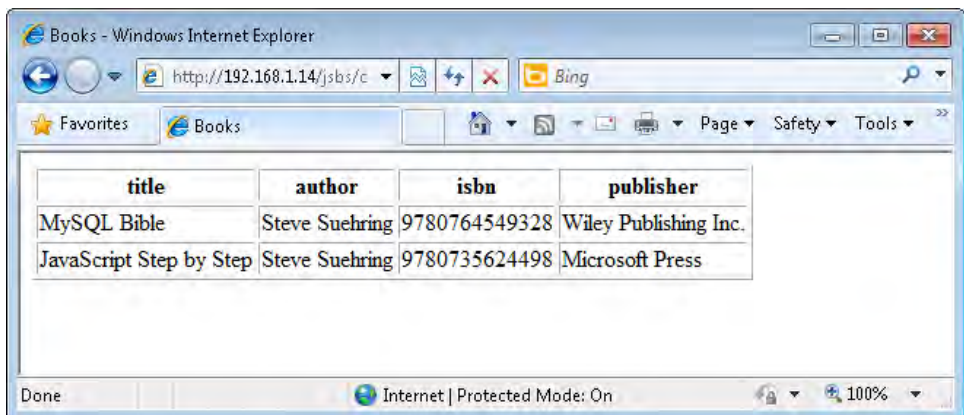 Books - Windows Internet Explorer
http://192.168.1.14/jsbs/c
Bing
Favorites
Books
Page
Safety
Tools
title author isbn publisher
MySQL Bible Steve Suehring 9780764549328 Wiley Publishing Inc.
JavaScript Step by Step Steve Suehring 9780735624498 Microsoft Press
Done
Internet | Protected Mode: On
100%